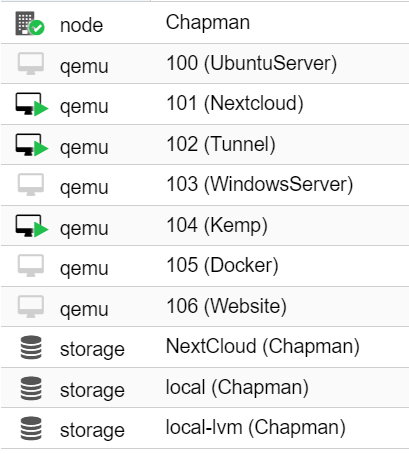 node Chapman
qemu 100 (UbuntuServer)
qemu 101 (Nextcloud)
qemu 102 (Tunnel)
qemu 103 (WindowsServer)
qemu 104 (Kemp)
qemu 105 (Docker)
qemu 106 (Website)
storage NextCloud (Chapman)
storage local (Chapman)
storage local-lvm (Chapman)